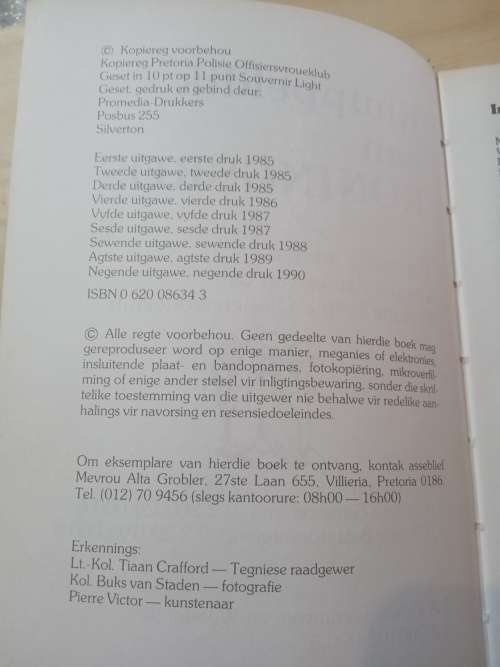 © Kopiereg voorbehou
Kopiereg Pretoria Polisie Offisiersvroueklub
Geset in 10 pt op 11 punt Souvernir Light
Geset, gedruk en gebind deur:
Promedia-Drukkers
Posbus 255
Silverton
Eerste uitgawe, eerste druk 1985
Tweede uitgawe, tweede druk 1985
Derde uitgawe, derde druk 1985
Vierde uitgawe, vierde druk 1986
Vyfde uitgawe, vyfde druk 1987
Sesde uitgawe, sesde druk 1987
Sewende uitgawe, sewende druk 1988
Agtste uitgawe, agtste druk 1989
Negende uitgawe, negende druk 1990
ISBN 0 620 08634 3
© Alle regte voorbehou. Geen gedeelte van hierdie boek mag
gereproduseer word op enige manier, meganies of elektronies,
insluitende plaat- en bandopnames, fotokopiëring, mikroverfil-
ming of enige ander stelsel vir inligtingsbewaring, sonder die skrif-
telike toestemming van die uitgewer nie behalwe vir redelike aan-
halings vir navorsing en resensiedoeleindes.
Om eksemplare van hierdie boek te ontvang, kontak asseblief
Mevrou Alta Grobler, 27ste Laan 655, Villieria, Pretoria 0186.
Tel. (012) 70 9456 (slegs kantoorure: 08h00 — 16h00)
Erkennings:
Lt.-Kol. Tiaan Crafford — Tegniese raadgewer
Kol. Buks van Staden — fotografie
Pierre Victor — kunstenaar